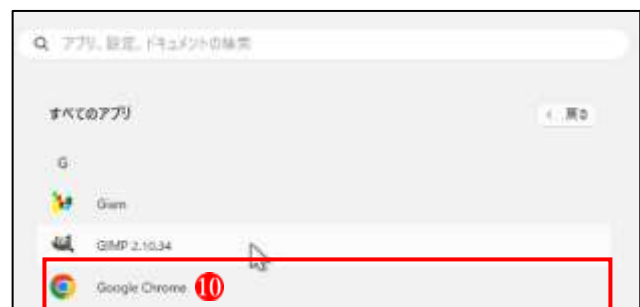 アプリ、設定、ドキュメントの検索
すべてのアプリ
< 戻る
G
Giam
GIMP 2.10.34
Google Chrome 10